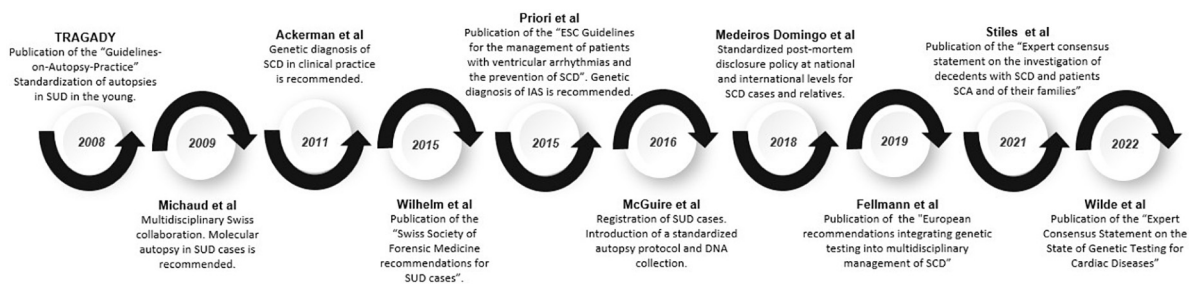 TRAGADY
Publication of the “Guidelines-
on-Autopsy-Practice”
Standardization of autopsies
in SUD in the young.
2008
2009
Michaud et al
Multidisciplinary Swiss
collaboration. Molecular
autopsy in SUD cases is
recommended.
Ackerman et al
Genetic diagnosis of
SCD in clinical practice
is recommended.
2011
2015
Wilhelm et al
Publication of the
“Swiss Society of
Forensic Medicine
recommendations for
SUD cases”.
Priori et al
Publication of the “ESC Guidelines
for the management of patients
with ventricular arrhythmias and
the prevention of SCD”. Genetic
diagnosis of IAS is recommended.
2015
2016
McGuire et al
Registration of SUD cases.
Introduction of a standardized
autopsy protocol and DNA
collection.
Medeiros Domingo et al
Standardized post-mortem
disclosure policy at national
and international levels for
SCD cases and relatives.
2018
2019
Fellmann et al
Publication of  the "European
recommendations integrating genetic
testing into multidisciplinary
management of SCD”
Stiles  et al
Publication of the “Expert consensus
statement on the investigation of
decedents with SCD and patients
SCA and of their families”
2021
2022
Wilde et al
Publication of the “Expert
Consensus Statement on the
State of Genetic Testing for
Cardiac Diseases”